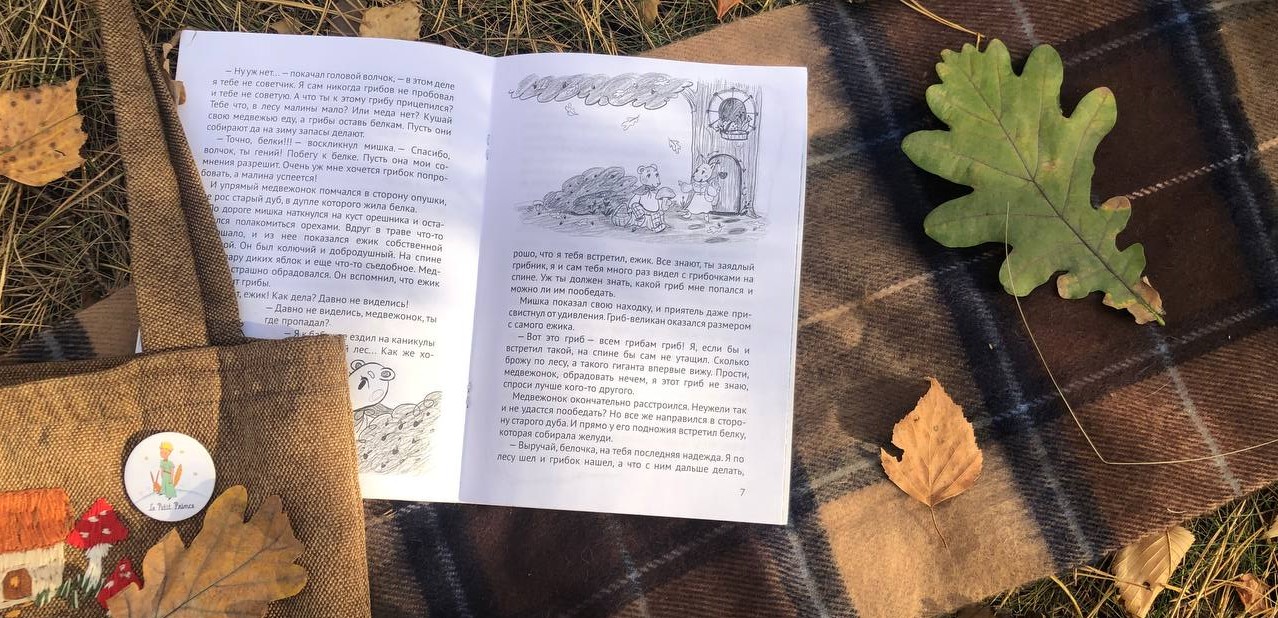 — Ну уж нет... — покачал головой волчок, — в этом деле
я тебе не советчик. Я сам никогда грибов не пробовал
и тебе не советую. А что ты к этому грибу прицепился?
Тебе что, в лесу малины мало? Или меда нет? Кушай
свою медвежью еду, а грибы оставь белкам. Пусть они
собирают да на зиму запасы делают.
— Точно, белки!!! — воскликнул мишка. — Спасибо,
волчок, ты гений! Побегу к белке. Пусть она мои со-
мнения разрешит. Очень уж мне хочется грибок попро-
бовать, а малина успеется!
И упрямый медвежонок помчался в сторону опушки,
рос старый дуб, в дупле которого жила белка.
По дороге мишка наткнулся на куст орешника и оста-
полакомиться орехами. Вдруг в траве что-то
и из нее показался ежик собственной
Он был колючий и добродушный. На спине
пару диких яблок и еще что-то съедобное. Мед-
страшно обрадовался. Он вспомнил, что ежик
грибы.
ежик! Как дела? Давно не виделись!
— Давно не виделись, медвежонок, ты
где пропадал?
— Я к ездил на каникулы
лес... Как же хо-
рошо, что я тебя встретил, ежик. Все знают, ты заядлый
грибник, я и сам тебя много раз видел с грибочками на
спине. Уж ты должен знать, какой гриб мне попался и
можно ли им пообедать.
Мишка показал свою находку, и приятель даже при-
свистнул от удивления. Гриб-великан оказался размером
с самого ежика.
— Вот это гриб — всем грибам гриб! Я, если бы и
встретил такой, на спине бы сам не утащил. Сколько
брожу по лесу, а такого гиганта впервые вижу. Прости,
медвежонок, обрадовать нечем, я этот гриб не знаю,
спроси лучше кого-то другого.
Медвежонок окончательно расстроился. Неужели так
и не удастся пообедать? Но все же направился в сторо-
ну старого дуба. И прямо у его подножия встретил белку,
которая собирала желуди.
— Выручай, белочка, на тебя последняя надежда. Я по
лесу шел и грибок нашел, а что с ним дальше делать,
7
Le Petit Prince